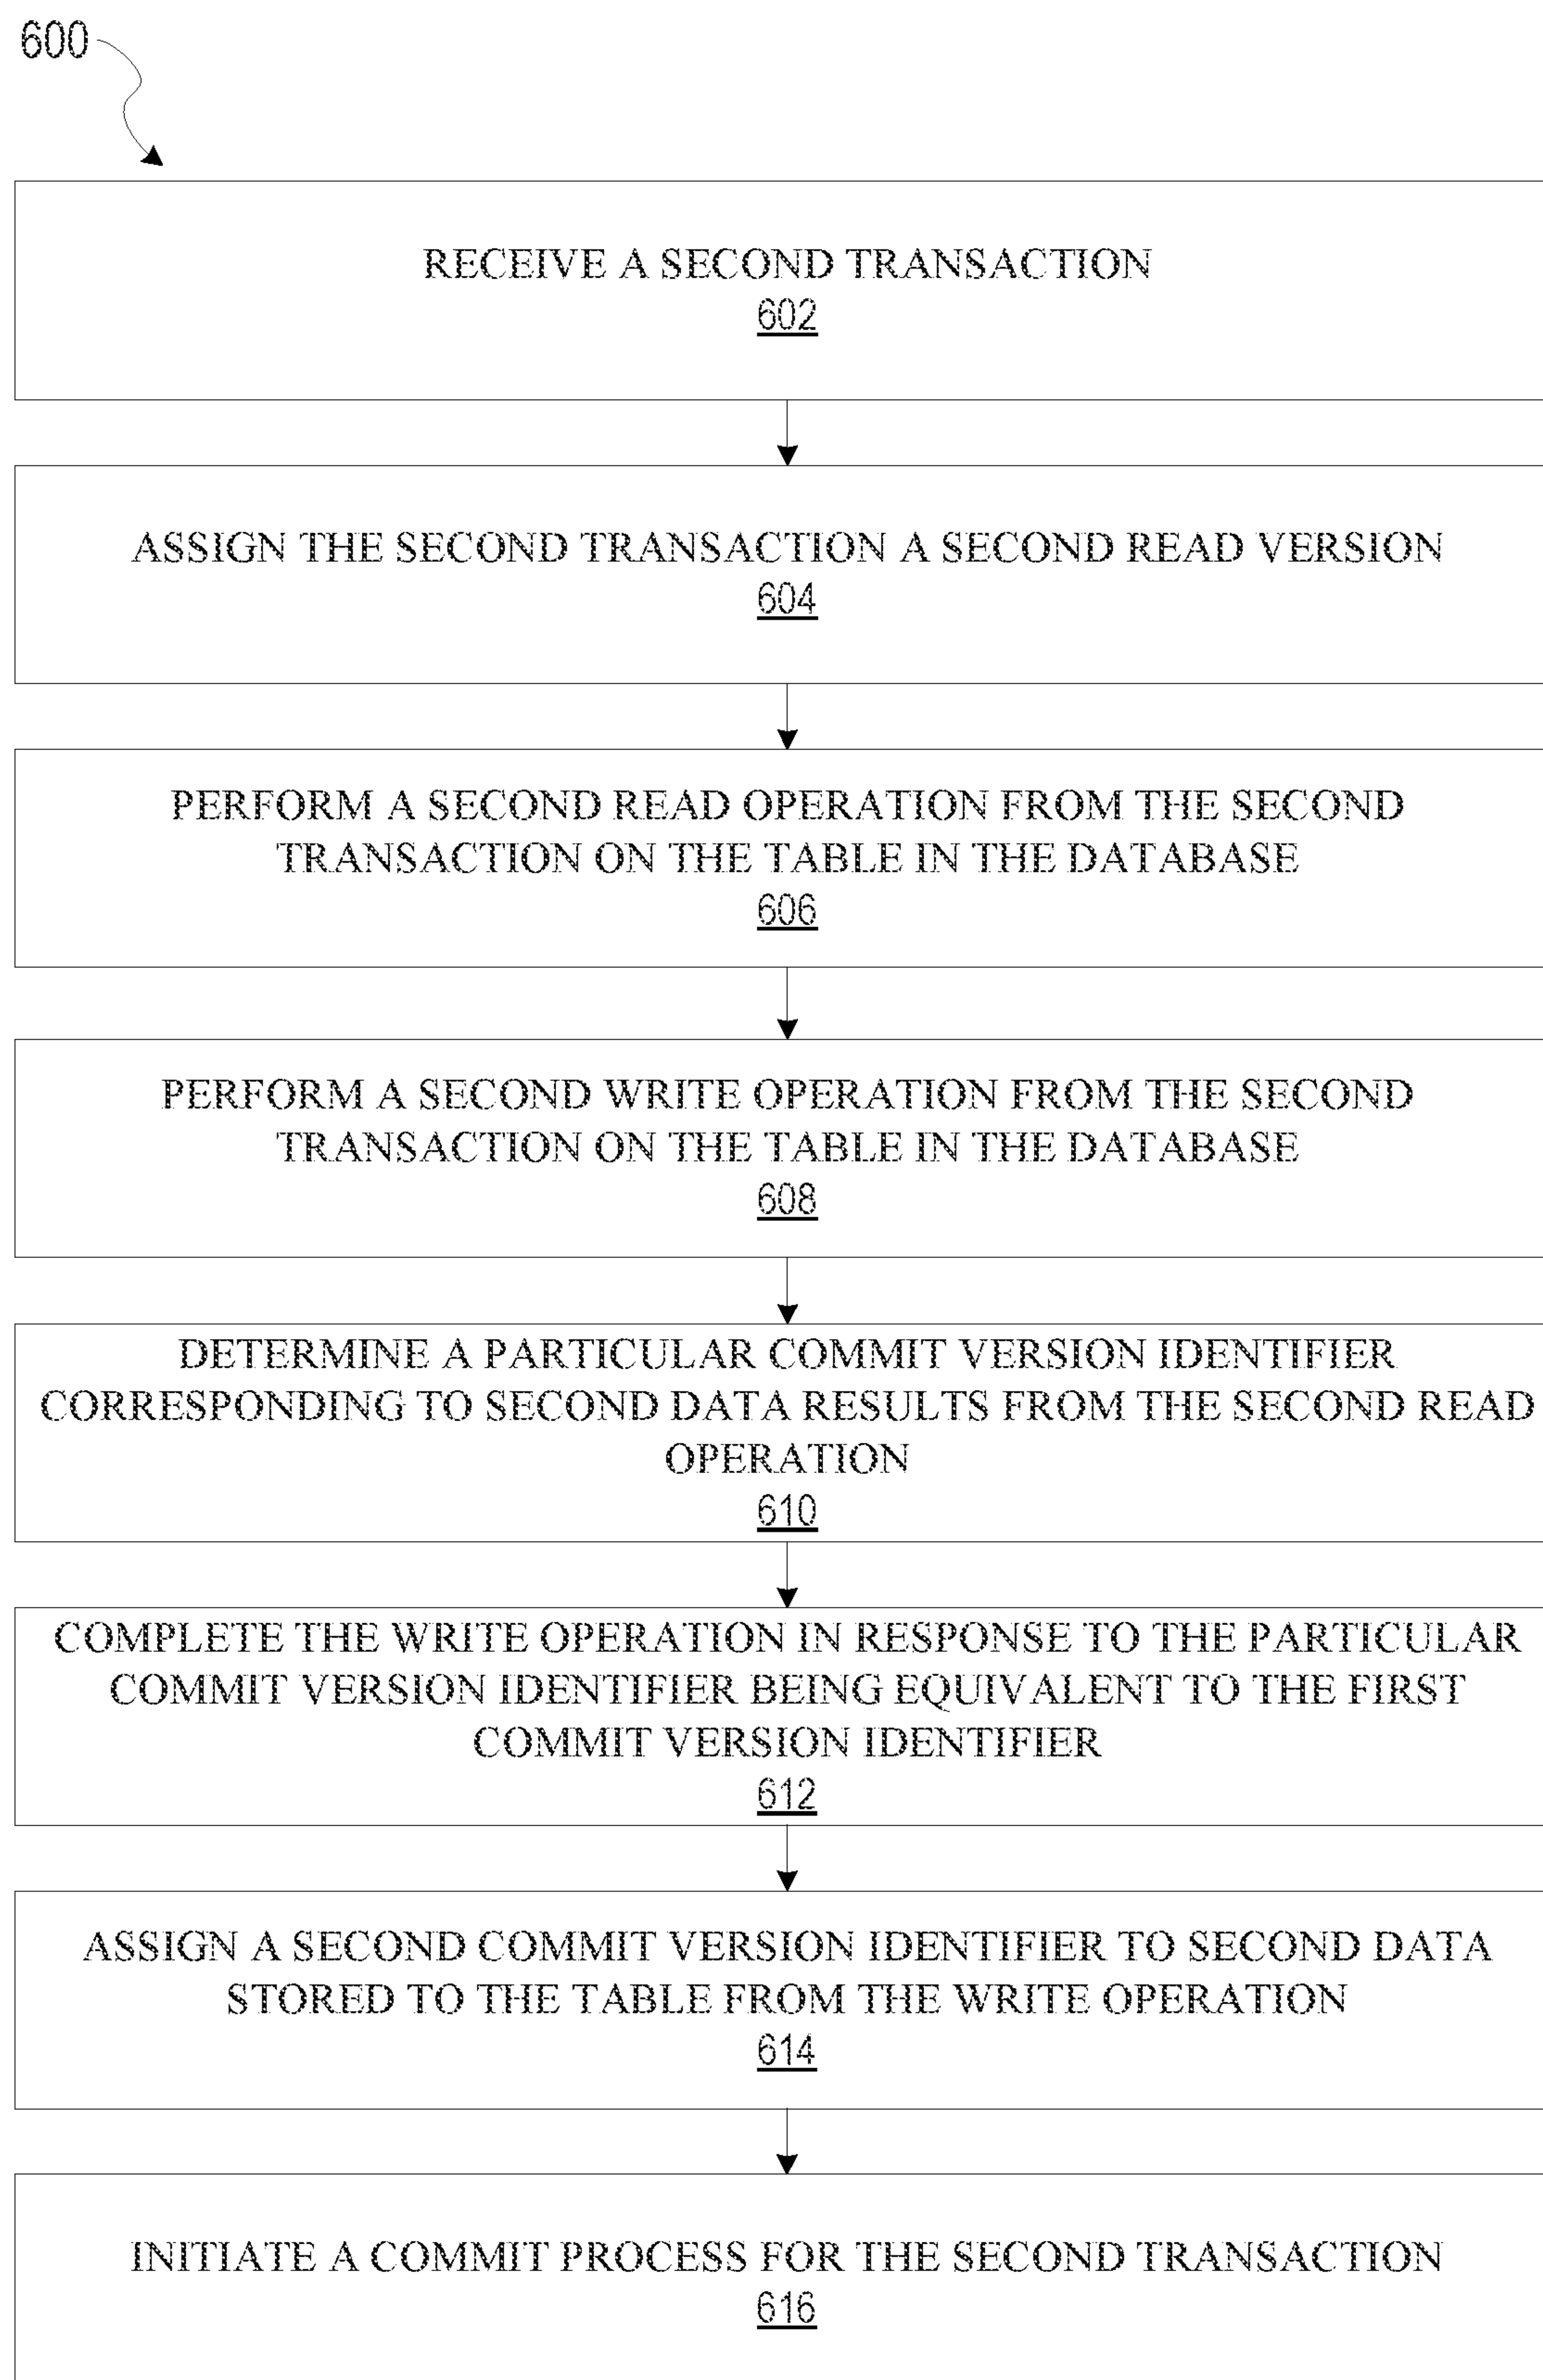 600
RECEIVE A SECOND TRANSACTION
602
ASSIGN THE SECOND TRANSACTION A SECOND READ VERSION
604
PERFORM A SECOND READ OPERATION FROM THE SECOND
TRANSACTION ON THE TABLE IN THE DATABASE
606
PERFORM A SECOND WRITE OPERATION FROM THE SECOND
TRANSACTION ON THE TABLE IN THE DATABASE
608
DETERMINE A PARTICULAR COMMIT VERSION IDENTIFIER
CORRESPONDING TO SECOND DATA RESULTS FROM THE SECOND READ
OPERATION
610
COMPLETE THE WRITE OPERATION IN RESPONSE TO THE PARTICULAR
COMMIT VERSION IDENTIFIER BEING EQUIVALENT TO THE FIRST
COMMIT VERSION IDENTIFIER
612
ASSIGN A SECOND COMMIT VERSION IDENTIFIER TO SECOND DATA
STORED TO THE TABLE FROM THE WRITE OPERATION
614
INITIATE A COMMIT PROCESS FOR THE SECOND TRANSACTION
616